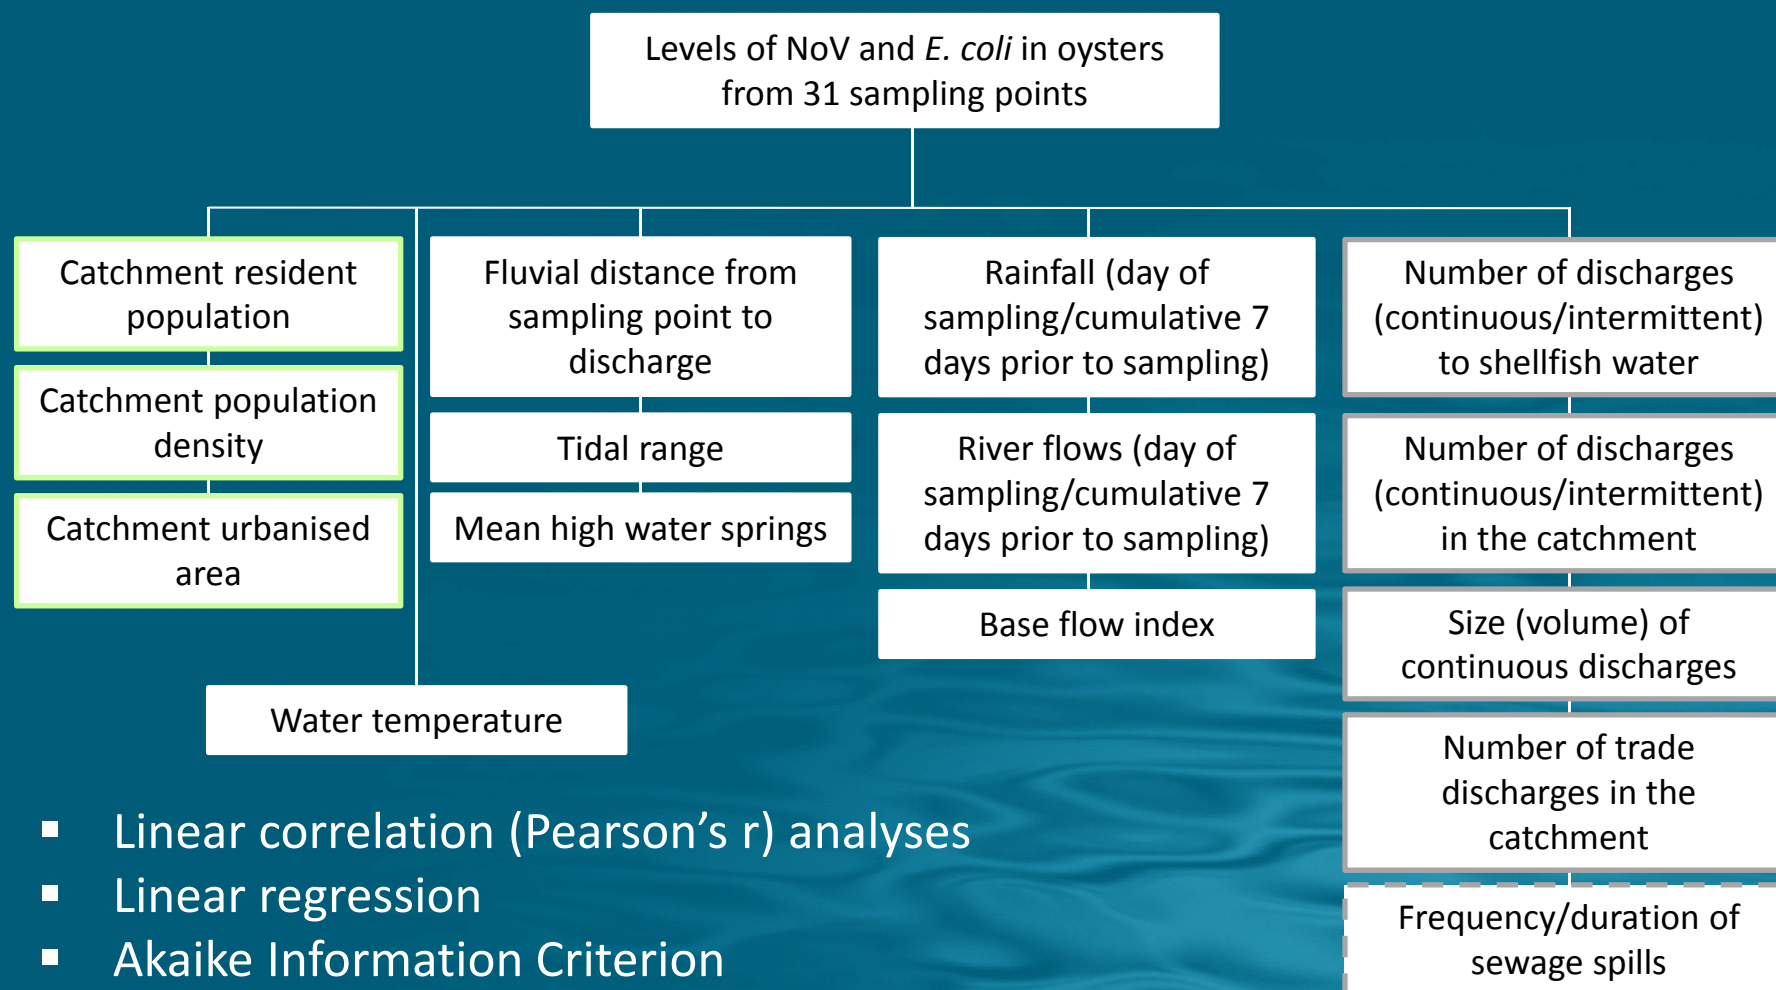 Levels of NoV and E. coli in oysters
from 31 sampling points
Catchment resident
population
Catchment population
density
Catchment urbanised
area
Water temperature
Fluvial distance from
sampling point to
discharge
Tidal range
Mean high water springs
Rainfall (day of
sampling/cumulative 7
days prior to sampling)
River flows (day of
sampling/cumulative 7
days prior to sampling)
Base flow index
Number of discharges
(continuous/intermittent)
to shellfish water
Number of discharges
(continuous/intermittent)
in the catchment
Size (volume) of
continuous discharges
Number of trade
discharges in the
catchment
Frequency/duration of
sewage spills
▪ Linear correlation (Pearson’s r) analyses
▪ Linear regression
▪ Akaike Information Criterion